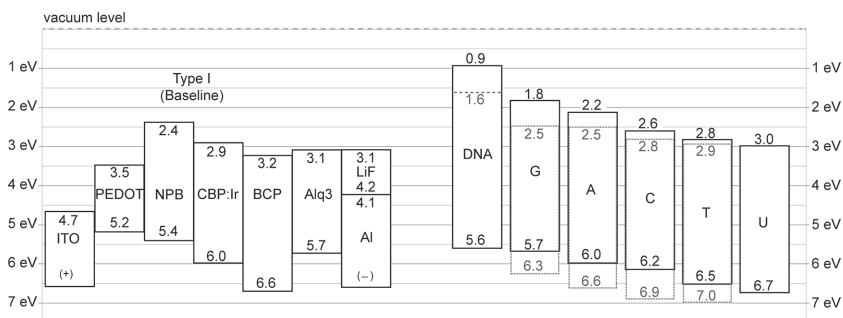 vacuum level
1 eV
2 eV
3 eV
4 eV
5 eV
6 eV
7 eV
Type I
(Baseline)
4.7
ITO
(+)
3.5
PEDOT
5.2
2.4
NPB
5.4
2.9
CBP:Ir
6.0
3.2
BCP
6.6
3.1
Alq3
5.7
3.1
LiF
4.2
4.1
Al
(–)
0.9
1.6
DNA
5.6
1.8
2.5
G
5.7
6.3
2.2
2.5
A
6.0
6.6
2.6
2.8
C
6.2
6.9
2.8
2.9
T
6.5
7.0
3.0
U
6.7
1 eV
2 eV
3 eV
4 eV
5 eV
6 eV
7 eV